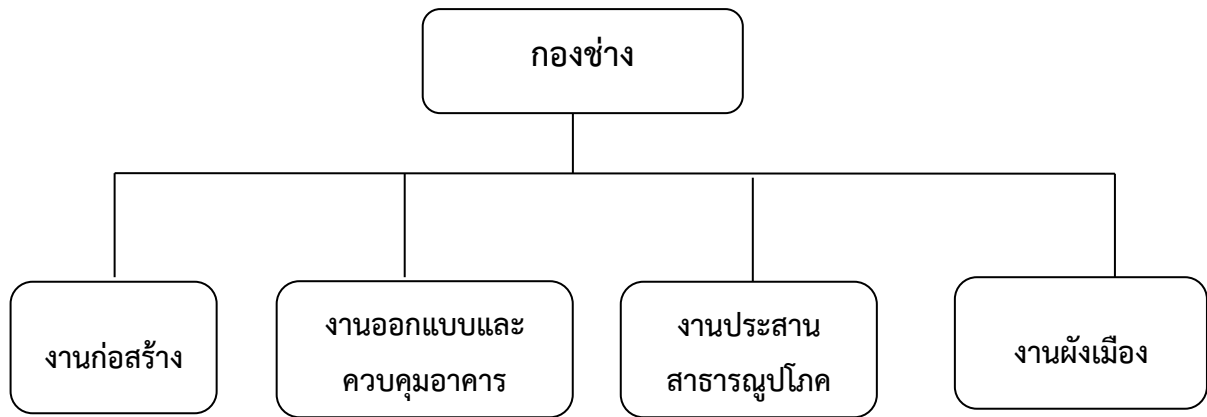 กองช่าง
งานก่อสร้าง
งานออกแบบและ
ควบคุมอาคาร
งานประสาน
สาธารณูปโภค
งานผังเมือง